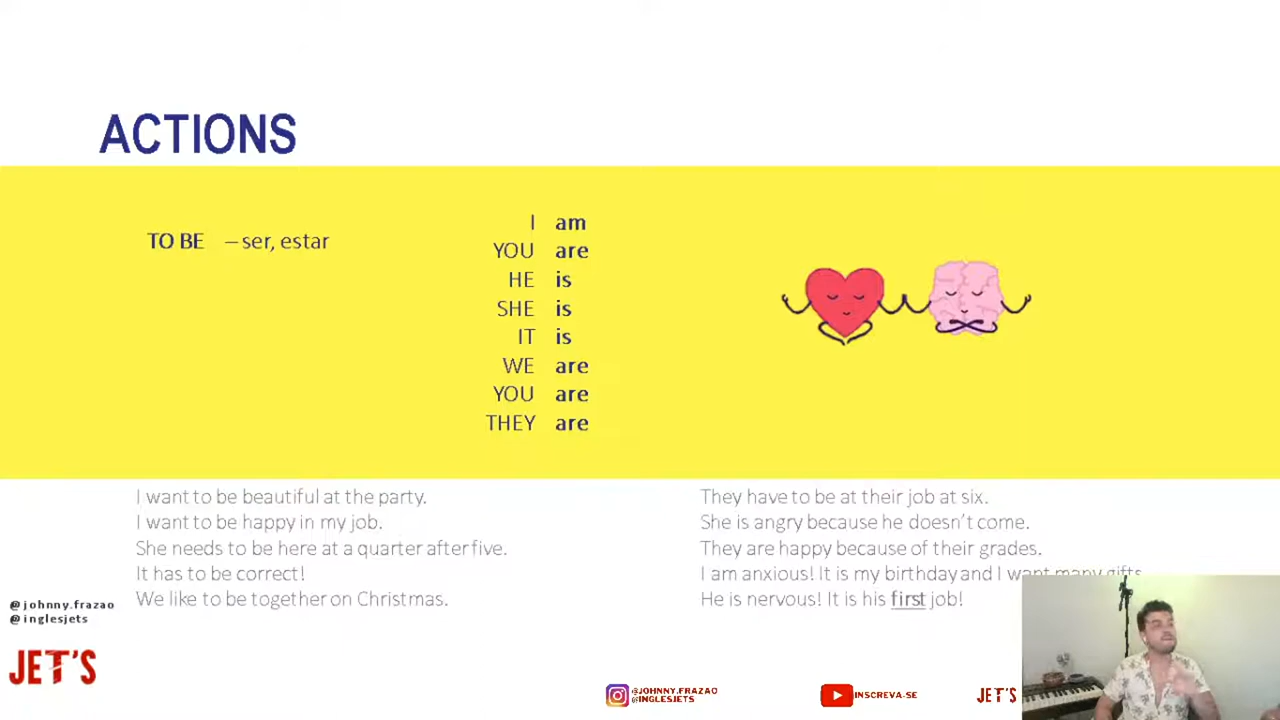 ACTIONS
TO BE – ser, estar
I am
YOU are
HE is
SHE is
IT is
WE are
YOU are
THEY are
I want to be beautiful at the party.
I want to be happy in my job.
She needs to be here at a quarter after five.
It has to be correct!
We like to be together on Christmas.
They have to be at their job at six.
She is angry because he doesn't come.
They are happy because of their grades.
I am anxious! It is my birthday and I want many gifts
He is nervous! It is his first job!
@johnny.frazao
@inglesjets
JET'S
@JOHNNY.FRAZAO
@INGLESJETS
INSCREVA-SE
JET'S